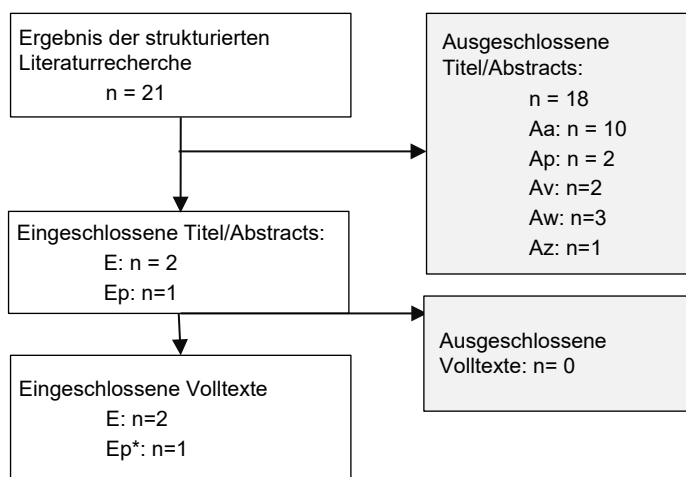 Ergebnis der strukturierten
Literaturrecherche
n = 21
Ausgeschlossene
Titel/Abstracts:
n = 18
Aa: n = 10
Ap: n = 2
Av: n=2
Aw: n=3
Az: n=1
Eingeschlossene Titel/Abstracts:
E: n = 2
Ep: n=1
Ausgeschlossene
Volltexte: n= 0
Eingeschlossene Volltexte
E: n=2
Ep*: n=1